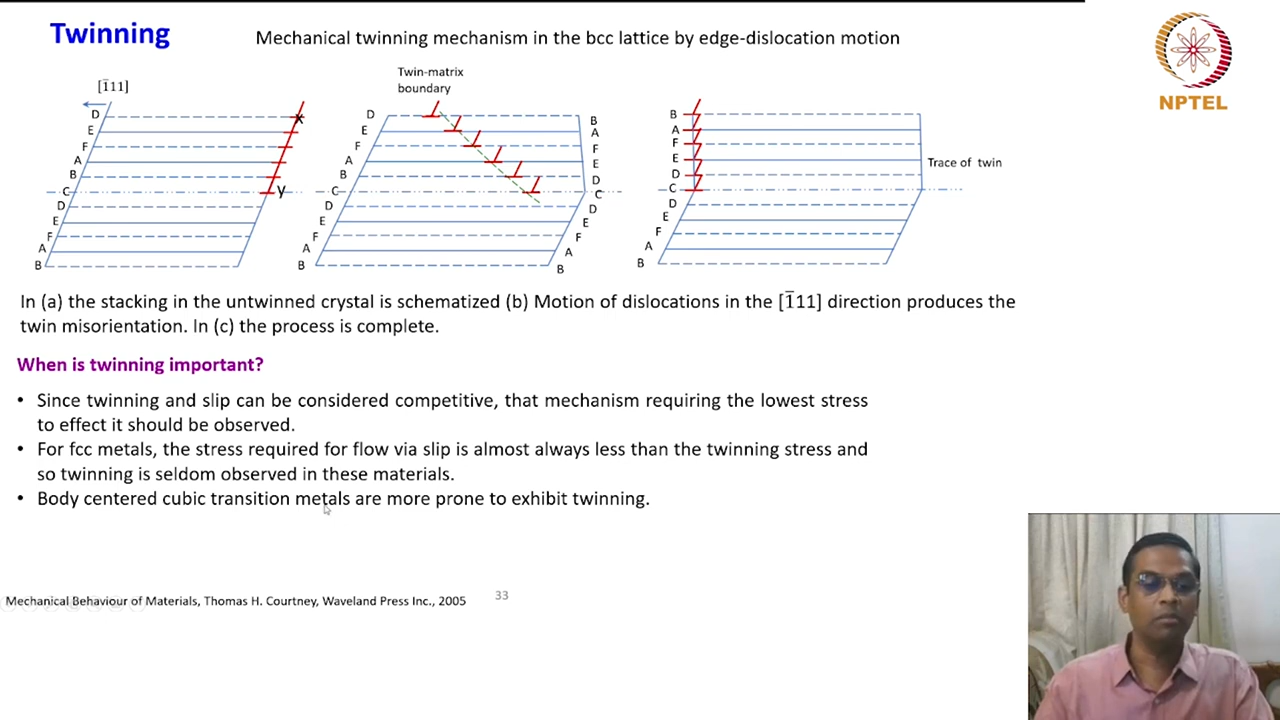 Twinning
Mechanical twinning mechanism in the bcc lattice by edge-dislocation motion
NPTEL
[1̅11]
D
E
F
A
B
C
D
E
F
A
B
x
y
Twin-matrix
boundary
D
E
F
A
B
C
D
E
F
A
B
B
A
F
E
D
C
D
E
F
A
B
B
A
F
E
D
C
D
E
F
A
B
Trace of twin
In (a) the stacking in the untwinned crystal is schematized (b) Motion of dislocations in the [1̅11] direction produces the
twin misorientation. In (c) the process is complete.
When is twinning important?
• Since twinning and slip can be considered competitive, that mechanism requiring the lowest stress
to effect it should be observed.
• For fcc metals, the stress required for flow via slip is almost always less than the twinning stress and
so twinning is seldom observed in these materials.
• Body centered cubic transition metals are more prone to exhibit twinning.
Mechanical Behaviour of Materials, Thomas H. Courtney, Waveland Press Inc., 2005
33